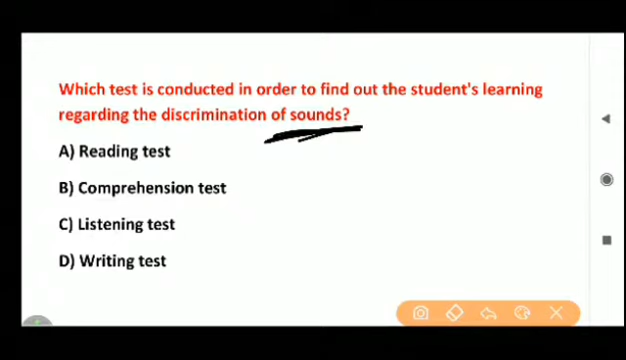 Which test is conducted in order to find out the student's learning
regarding the discrimination of sounds?
A) Reading test
B) Comprehension test
C) Listening test
D) Writing test